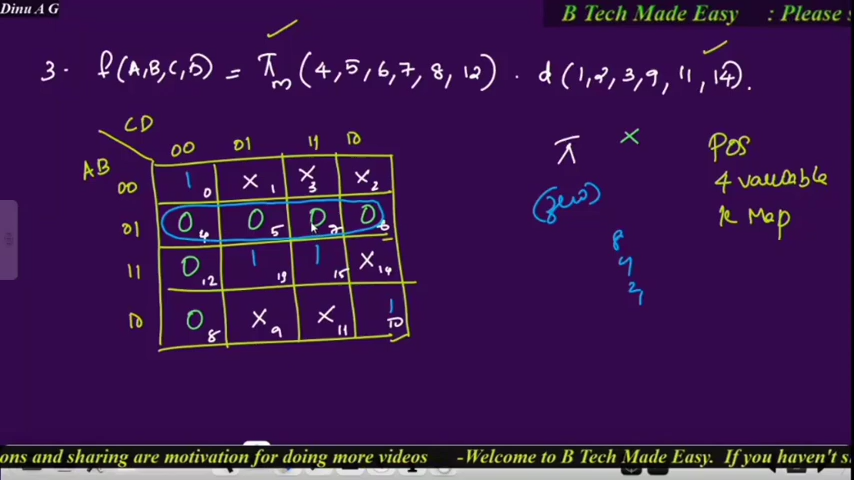 Dinu A G
B Tech Made Easy : Please s
3. f(A,B,C,D) = πm (4,5,6,7,8,12) . d(1,2,3,9,11,14).
CD
00 01 11 10
AB
00 1 0 X 1 X 3 X 2
01 0 4 0 5 0 7 0 6
11 0 12 1 13 1 15 X 14
10 0 8 X 9 X 11 1 10
π X
(zero)
8
4
2
POS
4 variable
K Map
ons and sharing are motivation for doing more videos -Welcome to B Tech Made Easy. If you haven't s